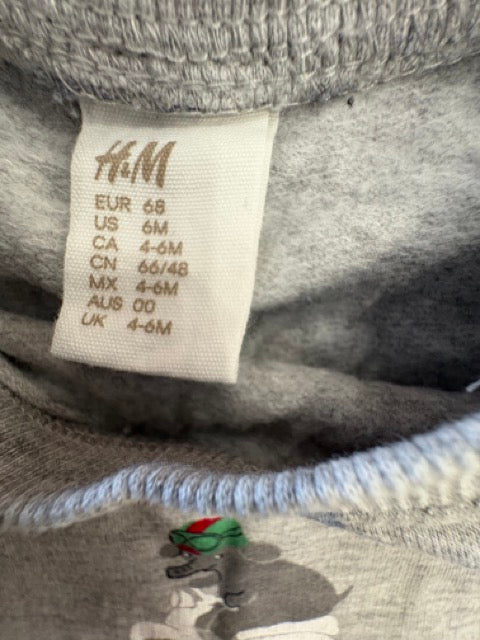 H&M
EUR 68
US 6M
CA 4-6M
CN 66/48
MX 4-6M
AUS 00
UK 4-6M